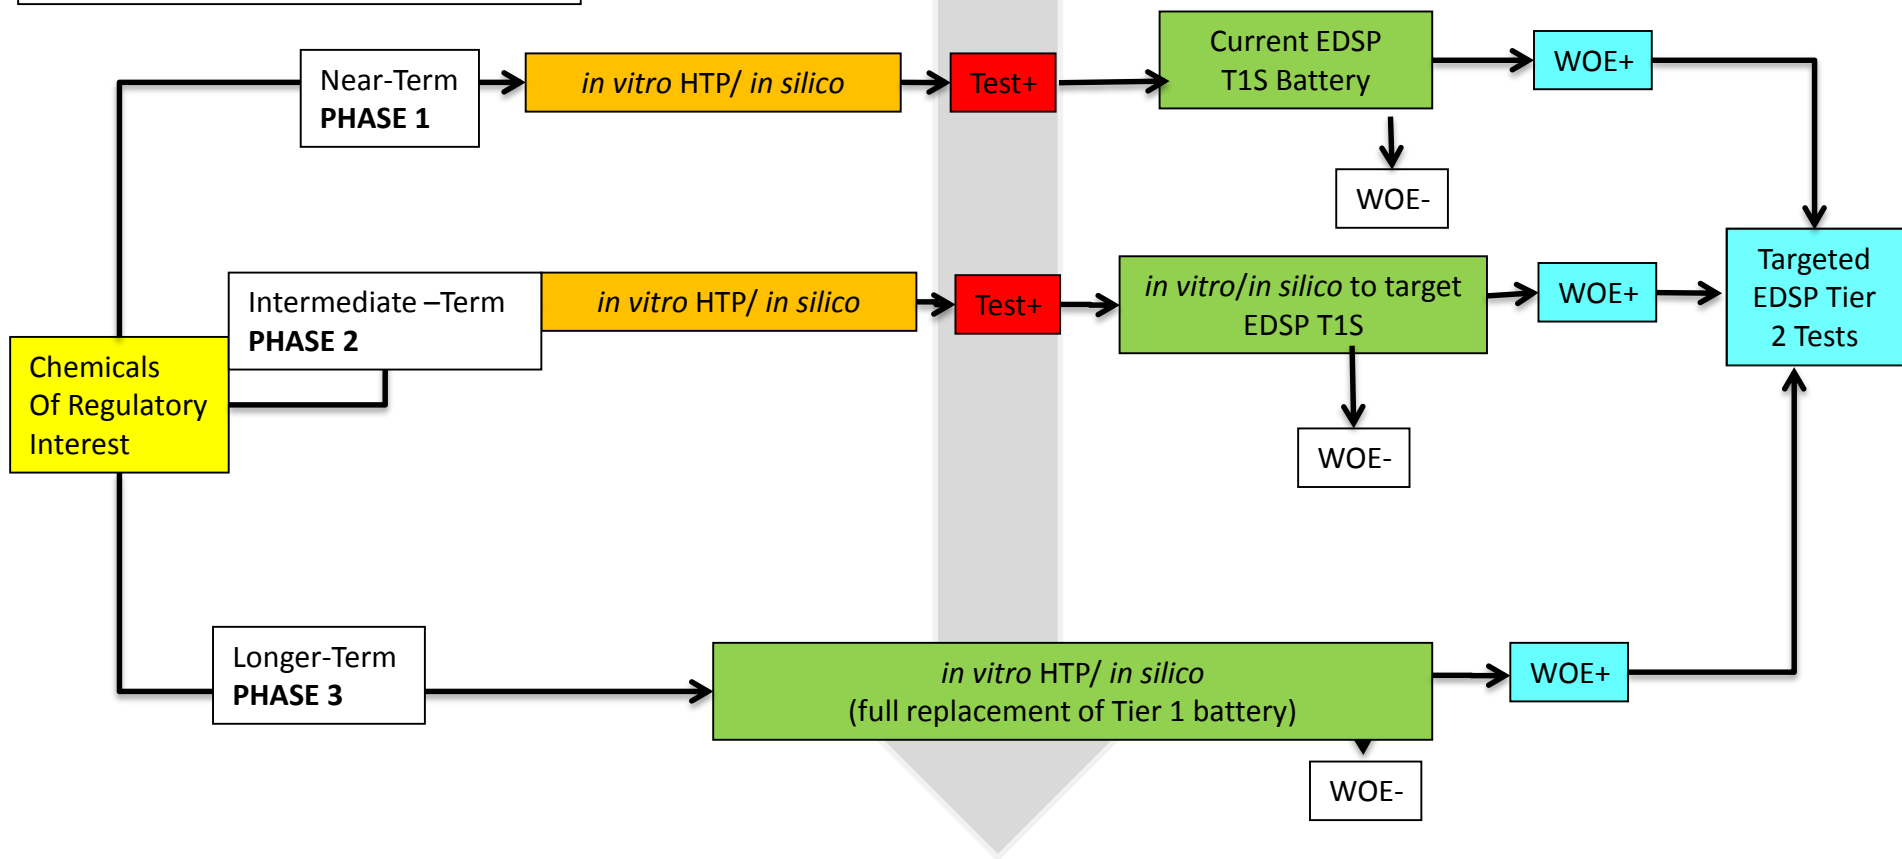 Near-Term
PHASE 1
in vitro HTP/ in silico
Test+
Current EDSP
T1S Battery
WOE+
WOE-
Intermediate –Term
PHASE 2
in vitro HTP/ in silico
Test+
in vitro/in silico to target
EDSP T1S
WOE+
Targeted
EDSP Tier
2 Tests
Chemicals
Of Regulatory
Interest
WOE-
Longer-Term
PHASE 3
in vitro HTP/ in silico
(full replacement of Tier 1 battery)
WOE+
WOE-